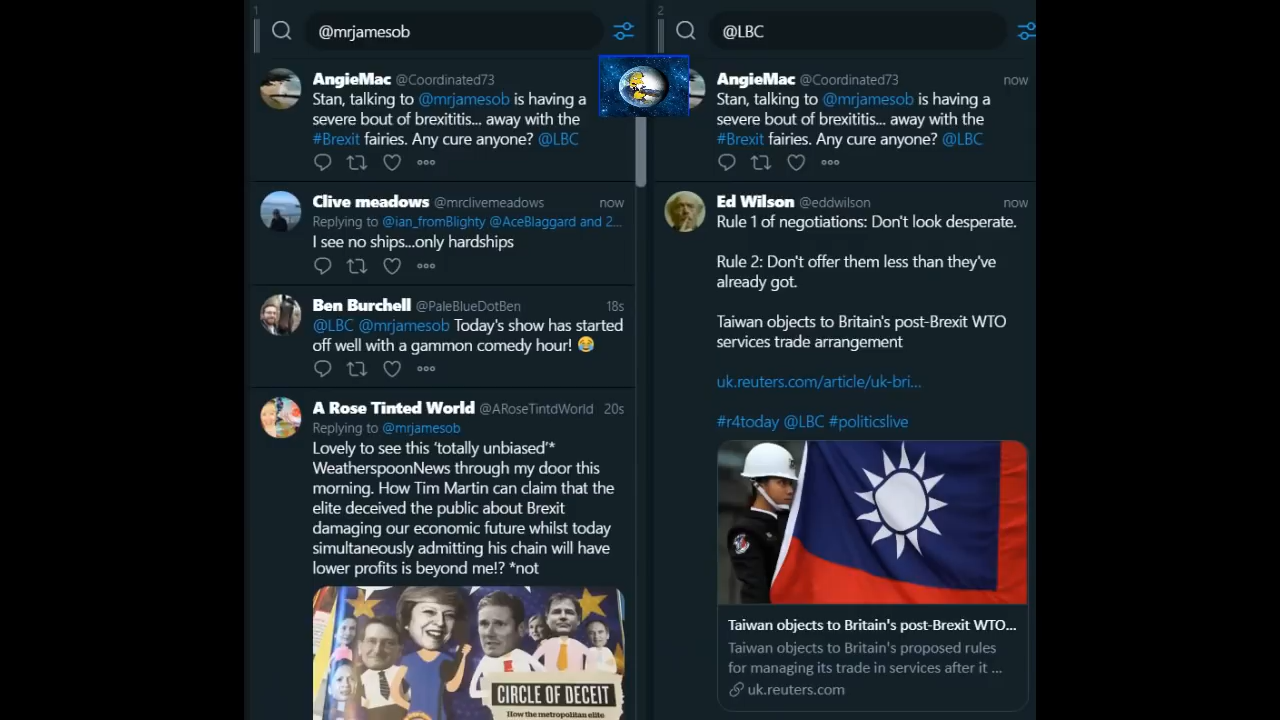 1
@mrjamesob
AngieMac @Coordinated73
Stan, talking to @mrjamesob is having a
severe bout of brexititis... away with the
#Brexit fairies. Any cure anyone? @LBC
Clive meadows @mrclivemeadows now
Replying to @ian_fromBlighty @AceBlaggard and 2...
I see no ships...only hardships
Ben Burchell @PaleBlueDotBen 18s
@LBC @mrjamesob Today's show has started
off well with a gammon comedy hour! 😂
A Rose Tinted World @ARoseTintdWorld 20s
Replying to @mrjamesob
Lovely to see this ‘totally unbiased’*
WeatherspoonNews through my door this
morning. How Tim Martin can claim that the
elite deceived the public about Brexit
damaging our economic future whilst today
simultaneously admitting his chain will have
lower profits is beyond me!? *not
CIRCLE OF DECEIT
How the metropolitan elite
2
@LBC
AngieMac @Coordinated73 now
Stan, talking to @mrjamesob is having a
severe bout of brexititis... away with the
#Brexit fairies. Any cure anyone? @LBC
Ed Wilson @eddwilson now
Rule 1 of negotiations: Don't look desperate.
Rule 2: Don't offer them less than they've
already got.
Taiwan objects to Britain's post-Brexit WTO
services trade arrangement
uk.reuters.com/article/uk-bri...
#r4today @LBC #politicslive
Taiwan objects to Britain's post-Brexit WTO...
Taiwan objects to Britain's proposed rules
for managing its trade in services after it ...
uk.reuters.com